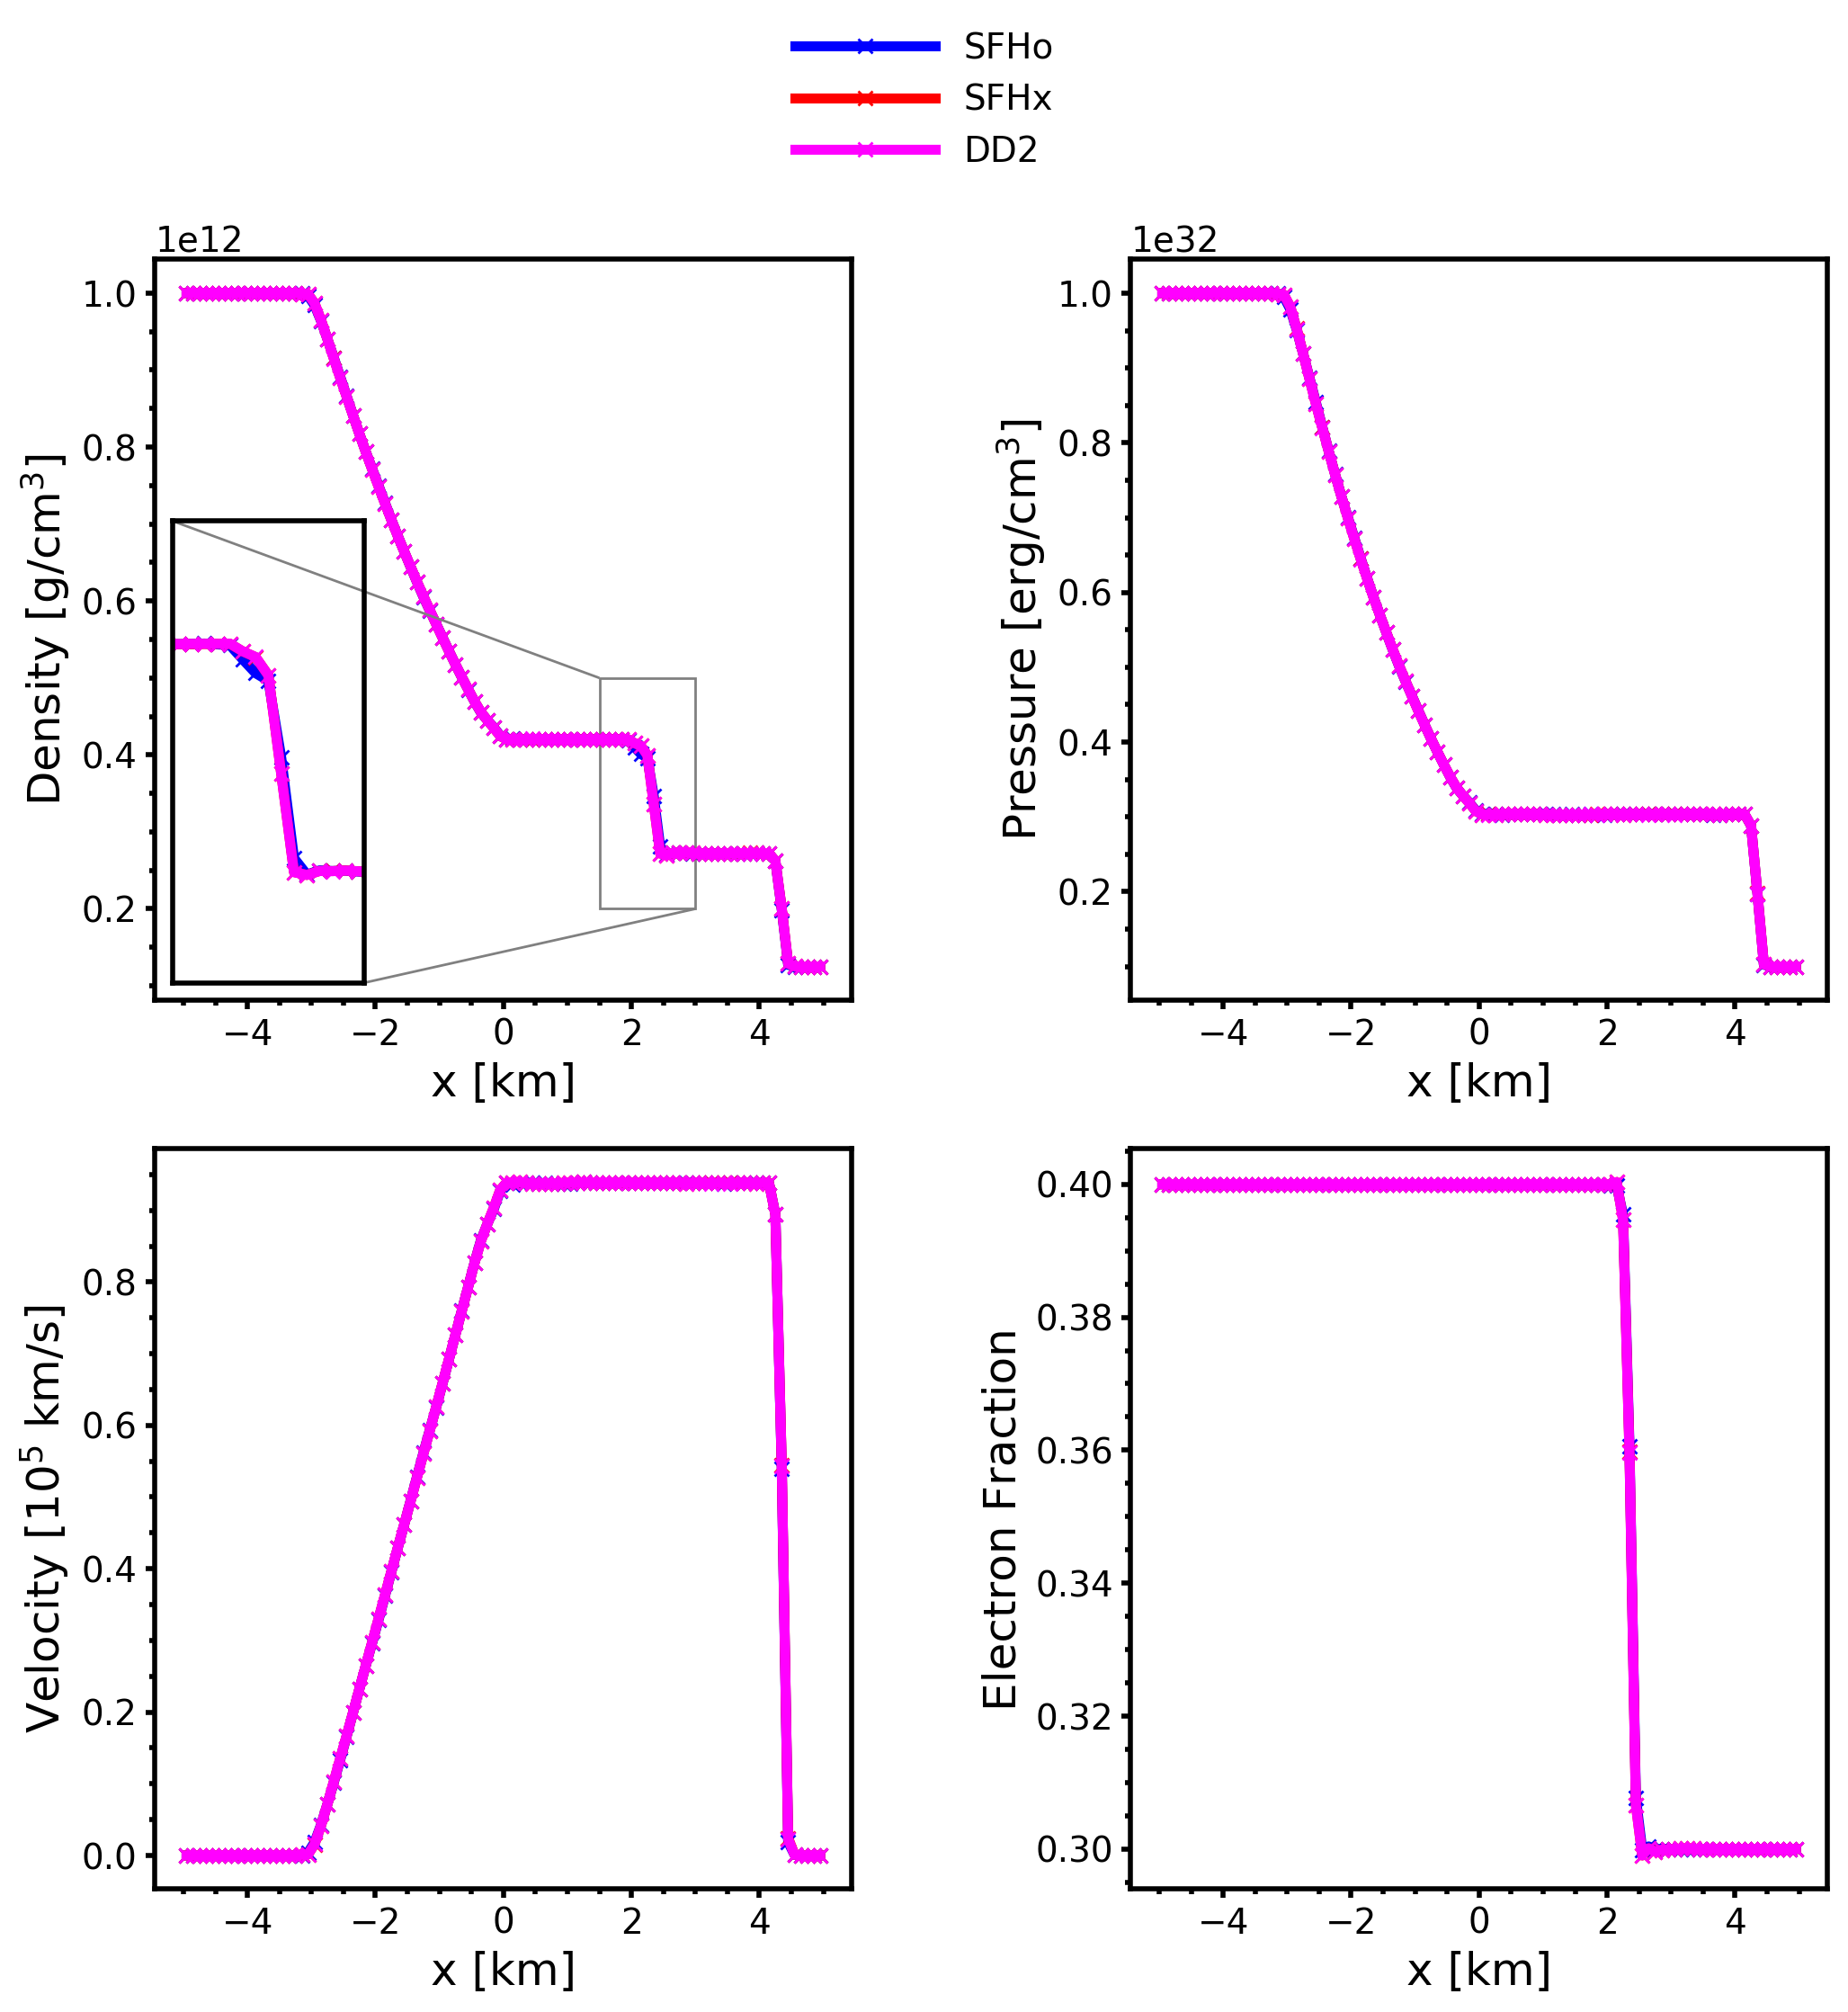 SFHo
SFHx
DD2
1e12
1.0
0.8
0.6
0.4
0.2
Density [g/cm³]
−4 −2 0 2 4
x [km]
1e32
1.0
0.8
0.6
0.4
0.2
Pressure [erg/cm³]
−4 −2 0 2 4
x [km]
0.8
0.6
0.4
0.2
0.0
Velocity [10⁵ km/s]
−4 −2 0 2 4
x [km]
0.40
0.38
0.36
0.34
0.32
0.30
Electron Fraction
−4 −2 0 2 4
x [km]